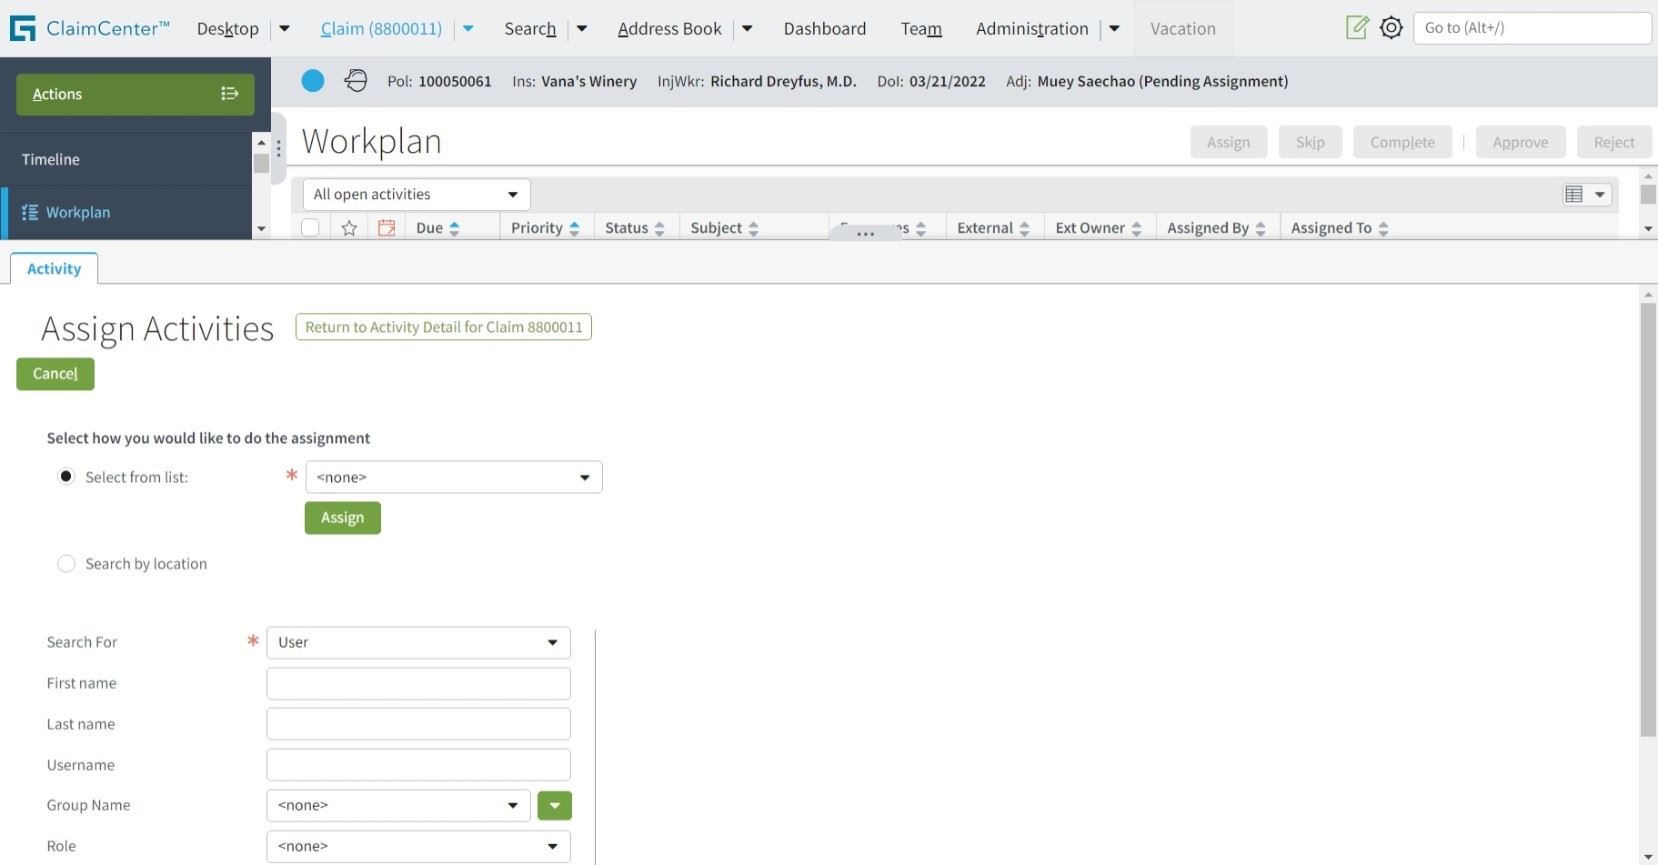 ClaimCenter™ Desktop Claim (8800011) Search Address Book Dashboard Team Administration Vacation Go to (Alt+/)
Actions Pol: 100050061 Ins: Vana's Winery InjWkr: Richard Dreyfus, M.D. DoI: 03/21/2022 Adj: Muey Saechao (Pending Assignment)
Timeline
Workplan
Workplan Assign Skip Complete Approve Reject
All open activities
Due Priority Status Subject External Ext Owner Assigned By Assigned To
Activity
Assign Activities Return to Activity Detail for Claim 8800011
Cancel
Select how you would like to do the assignment
Select from list: * <none>
Assign
Search by location
Search For * User
First name
Last name
Username
Group Name <none>
Role <none>